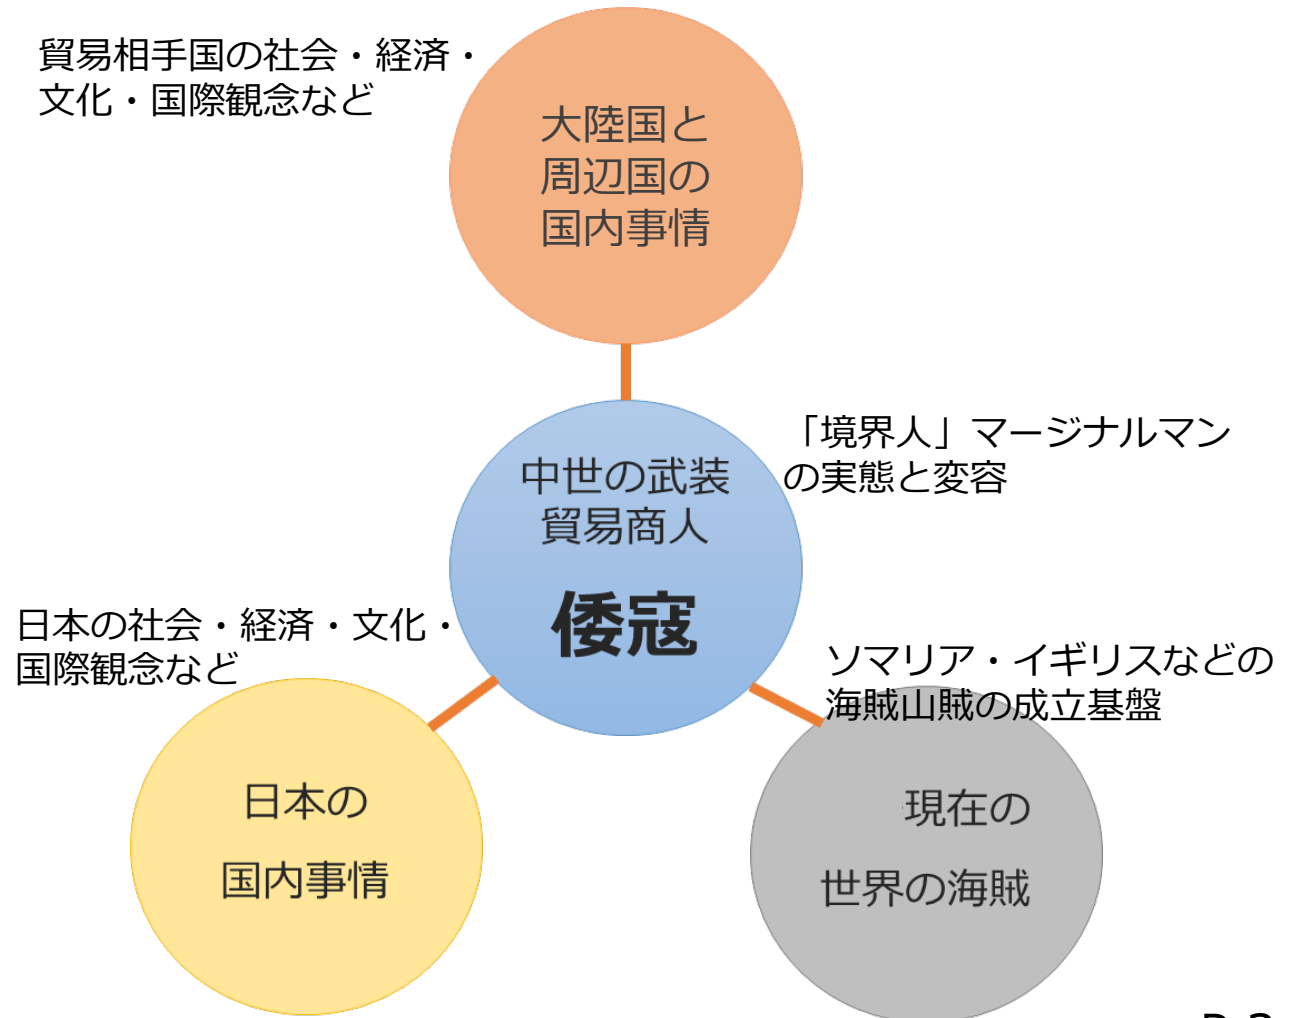 貿易相手国の社会・経済・
文化・国際観念など
大陸国と
周辺国の
国内事情
「境界人」マージナルマン
の実態と変容
中世の武装
貿易商人
倭寇
日本の社会・経済・文化・
国際観念など
ソマリア・イギリスなどの
海賊山賊の成立基盤
日本の
国内事情
現在の
世界の海賊